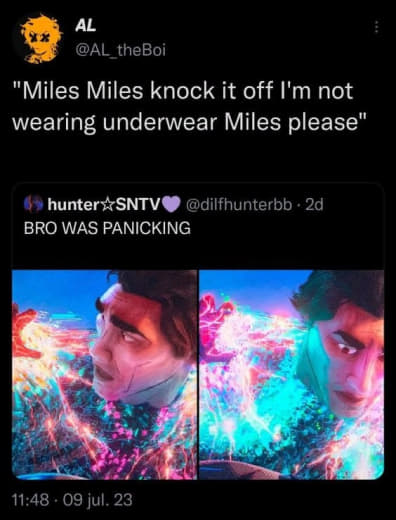 AL
@AL_theBoi
"Miles Miles knock it off I'm not
wearing underwear Miles please"
hunter☆SNTV💜 @dilfhunterbb · 2d
BRO WAS PANICKING
11:48 · 09 jul. 23